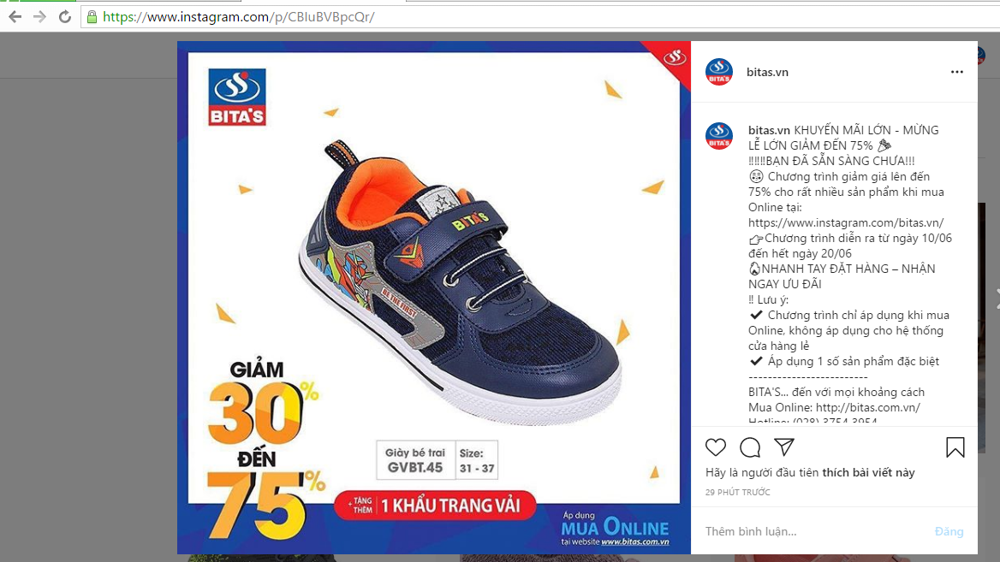 https://www.instagram.com/p/CBIuBVBpcQr/
BITA'S
BITA'S
BE THE FIRST
GIẢM
30%
ĐẾN
75%
Giày bé trai
GVBT.45
Size:
31 - 37
+ TẶNG THÊM
1 KHẨU TRANG VẢI
Áp dụng
MUA ONLINE
tại website www.bitas.com.vn
BITA'S
bitas.vn
BITA'S
bitas.vn KHUYẾN MÃI LỚN - MỪNG
LỄ LỚN GIẢM ĐẾN 75% 🎉
‼‼‼BẠN ĐÃ SẴN SÀNG CHƯA!!!
Chương trình giảm giá lên đến
75% cho rất nhiều sản phẩm khi mua
Online tại:
https://www.instagram.com/bitas.vn/
👉Chương trình diễn ra từ ngày 10/06
đến hết ngày 20/06
NHANH TAY ĐẶT HÀNG – NHẬN
NGAY ƯU ĐÃI
‼ Lưu ý:
✔ Chương trình chỉ áp dụng khi mua
Online, không áp dụng cho hệ thống
cửa hàng lẻ
✔ Áp dụng 1 số sản phẩm đặc biệt
-------------------------
BITA'S... đến với mọi khoảng cách
Mua Online: http://bitas.com.vn/
Hotline: (028) 3754 3954
Hãy là người đầu tiên thích bài viết này
29 PHÚT TRƯỚC
Thêm bình luận...
Đăng